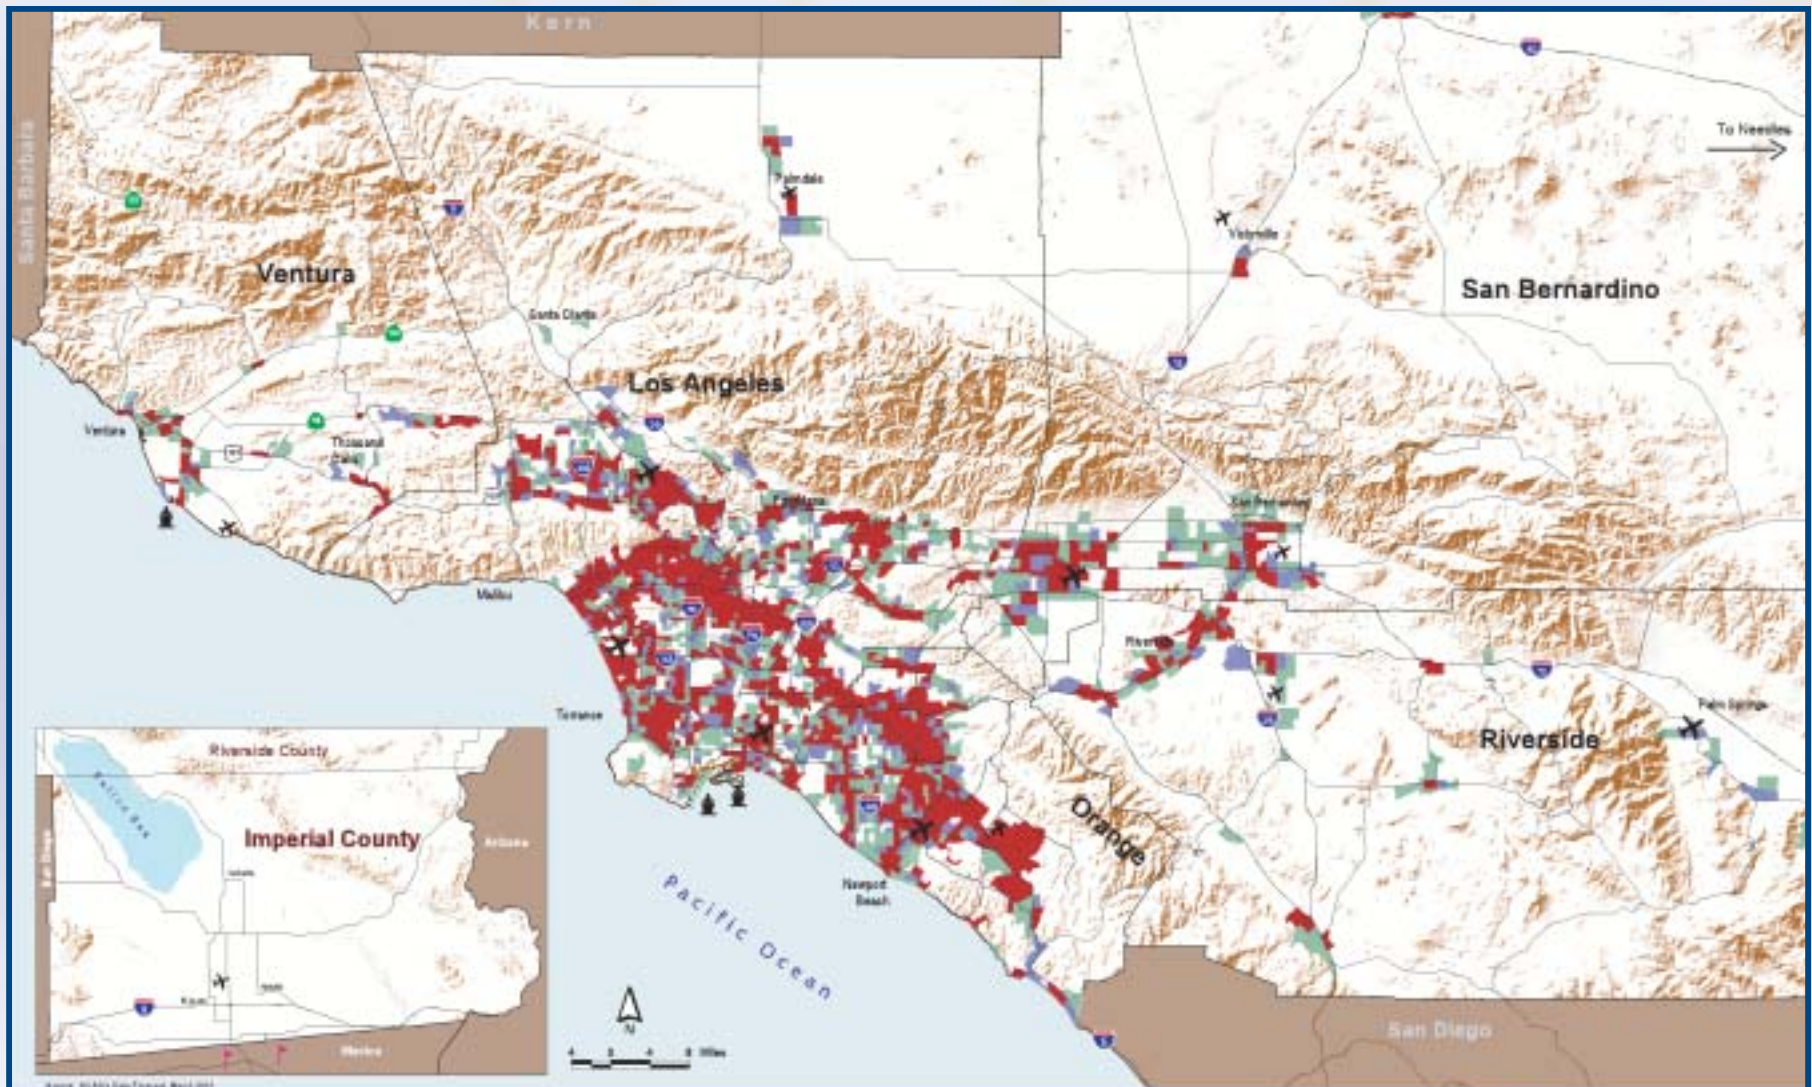 Kern
Santa Barbara
To Needles
Palmdale
Victorville
Ventura
San Bernardino
Santa Clarita
Los Angeles
Ventura
Thousand
Oaks
Pasadena
San Bernardino
Malibu
Riverside
Torrance
Palm Springs
Riverside
Riverside County
Salton Sea
Imperial County
Arizona
San Diego
Orange
Newport
Beach
Pacific Ocean
N
Miles
Mexico
San Diego